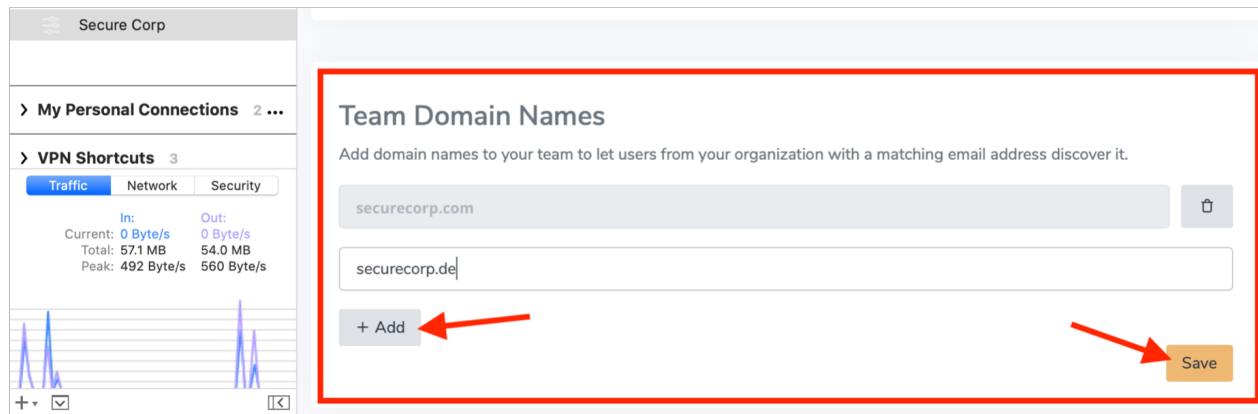 Secure Corp
My Personal Connections 2
VPN Shortcuts 3
Traffic Network Security
In: Out:
Current: 0 Byte/s 0 Byte/s
Total: 57.1 MB 54.0 MB
Peak: 492 Byte/s 560 Byte/s
Team Domain Names
Add domain names to your team to let users from your organization with a matching email address discover it.
securecorp.com
securecorp.de
+ Add
Save